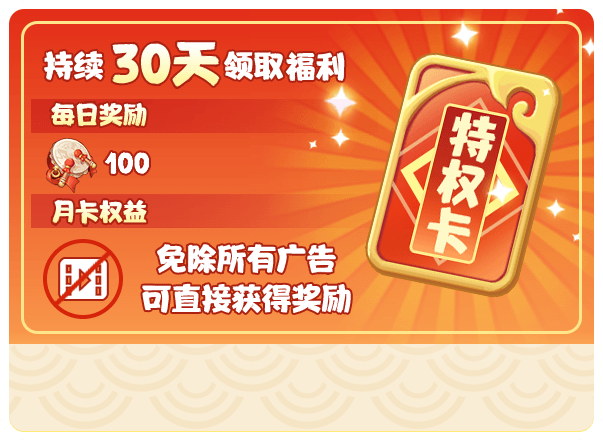 持续30天领取福利
每日奖励
100
月卡权益
免除所有广告
可直接获得奖励
特权卡